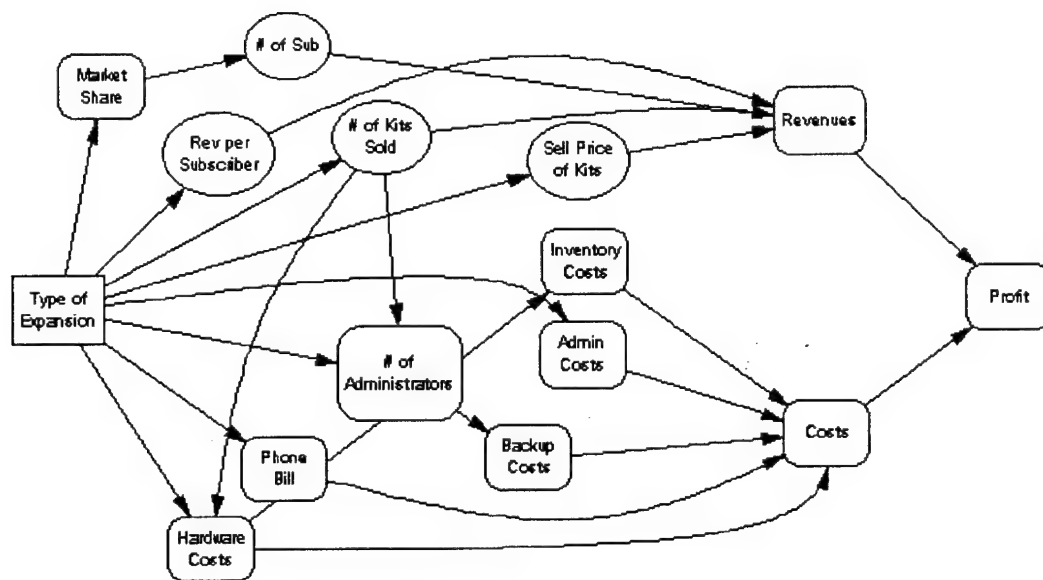 # of Sub
Market
Share
Revenues
Rev per
Subscriber
# of Kits
Sold
Sell Price
of Kits
Inventory
Costs
Type of
Expansion
Profit
Admin
Costs
# of
Administrators
Costs
Backup
Costs
Phone
Bill
Hardware
Costs